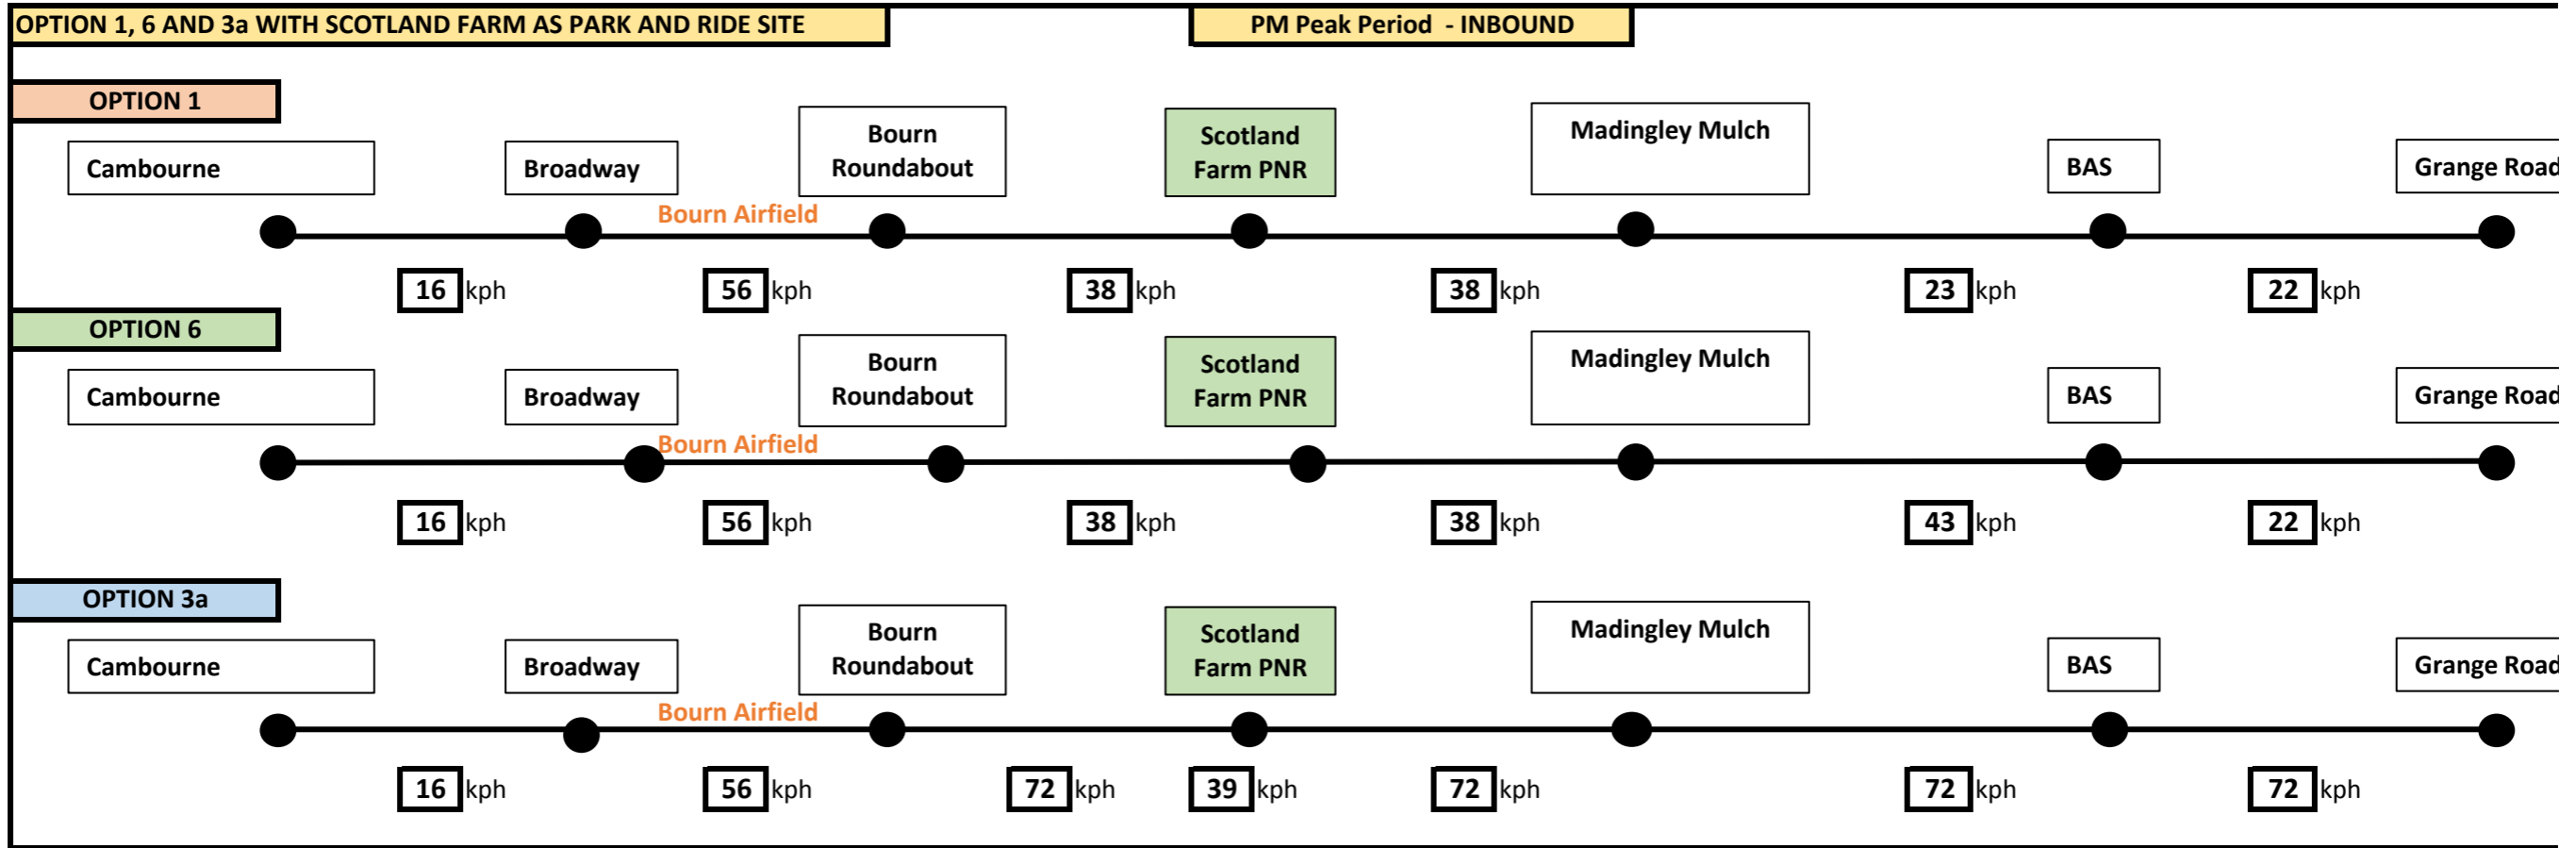 OPTION 1, 6 AND 3a WITH SCOTLAND FARM AS PARK AND RIDE SITE
PM Peak Period - INBOUND
OPTION 1
Cambourne
Broadway
Bourn
Roundabout
Scotland
Farm PNR
Madingley Mulch
BAS
Grange Road
Bourn Airfield
16 kph
56 kph
38 kph
38 kph
23 kph
22 kph
OPTION 6
Cambourne
Broadway
Bourn
Roundabout
Scotland
Farm PNR
Madingley Mulch
BAS
Grange Road
Bourn Airfield
16 kph
56 kph
38 kph
38 kph
43 kph
22 kph
OPTION 3a
Cambourne
Broadway
Bourn
Roundabout
Scotland
Farm PNR
Madingley Mulch
BAS
Grange Road
Bourn Airfield
16 kph
56 kph
72 kph
39 kph
72 kph
72 kph
72 kph